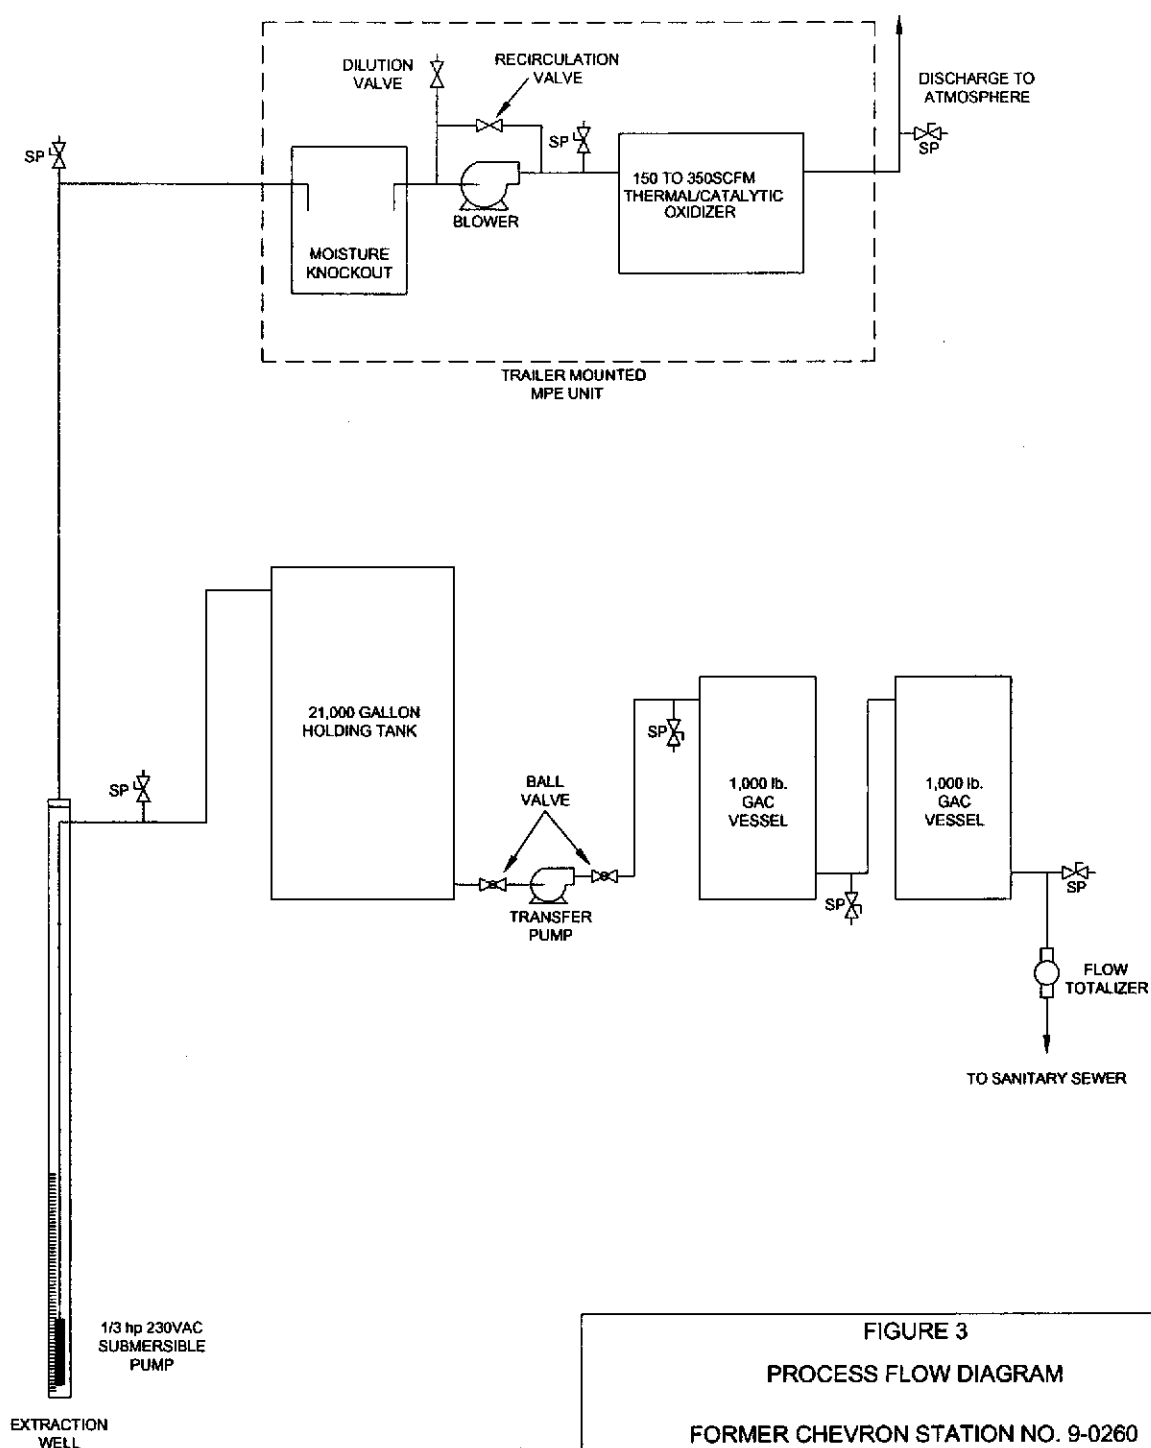 DILUTION
VALVE
RECIRCULATION
VALVE
DISCHARGE TO
ATMOSPHERE
SP
SP
SP
150 TO 350SCFM
THERMAL/CATALYTIC
OXIDIZER
BLOWER
MOISTURE
KNOCKOUT
TRAILER MOUNTED
MPE UNIT
21,000 GALLON
HOLDING TANK
SP
SP
BALL
VALVE
1,000 lb.
GAC
VESSEL
1,000 lb.
GAC
VESSEL
SP
SP
TRANSFER
PUMP
FLOW
TOTALIZER
TO SANITARY SEWER
1/3 hp 230VAC
SUBMERSIBLE
PUMP
EXTRACTION
WELL
FIGURE 3
PROCESS FLOW DIAGRAM
FORMER CHEVRON STATION NO. 9-0260